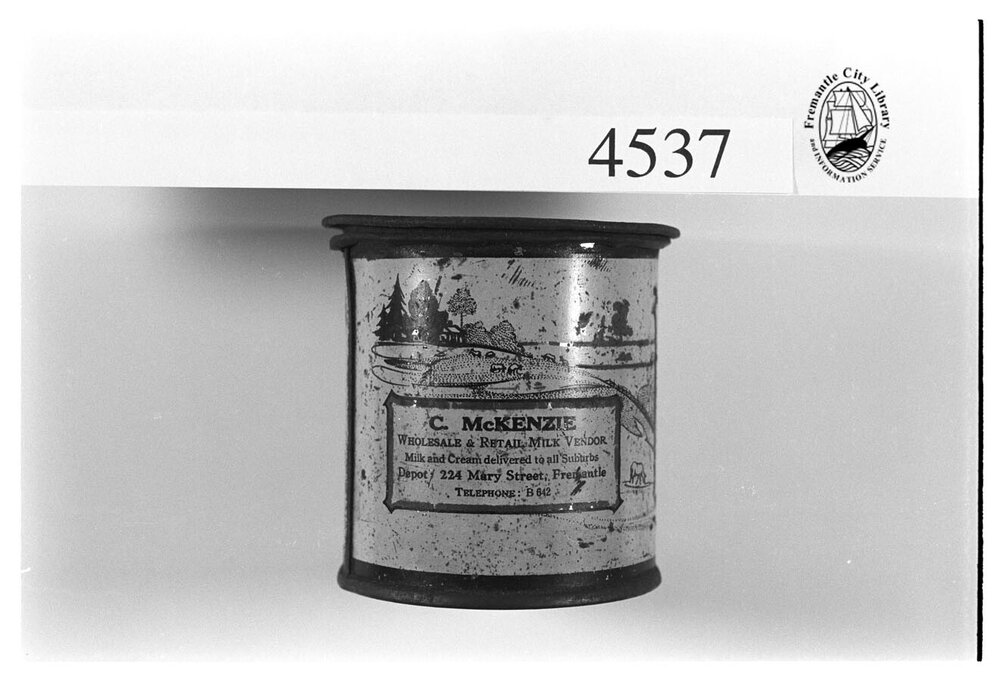 4537
Fremantle City Library
and INFORMATION SERVICE
C. McKENZIE
WHOLESALE & RETAIL MILK VENDOR
Milk and Cream delivered to all Suburbs
Depot: 224 Mary Street, Fremantle
TELEPHONE: B 642